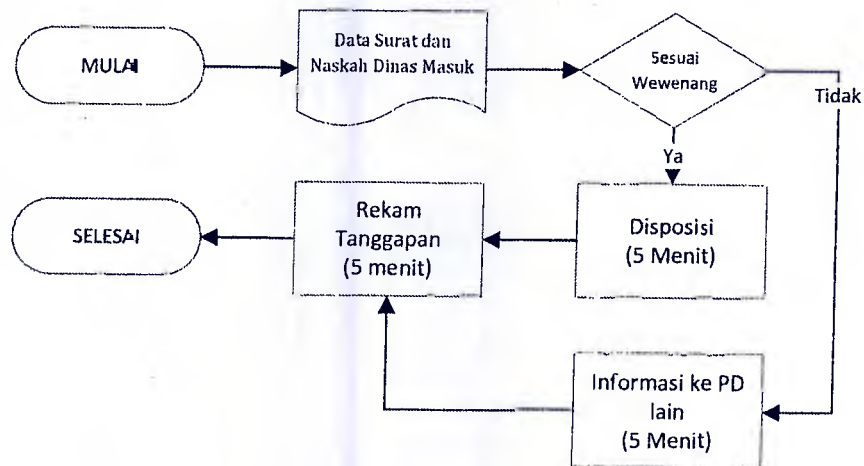 MULAI
Data Surat dan
Naskah Dinas Masuk
Sesuai
Wewenang
Tidak
Ya
Disposisi
(5 Menit)
Rekam
Tanggapan
(5 menit)
SELESAI
Informasi ke PD
lain
(5 Menit)